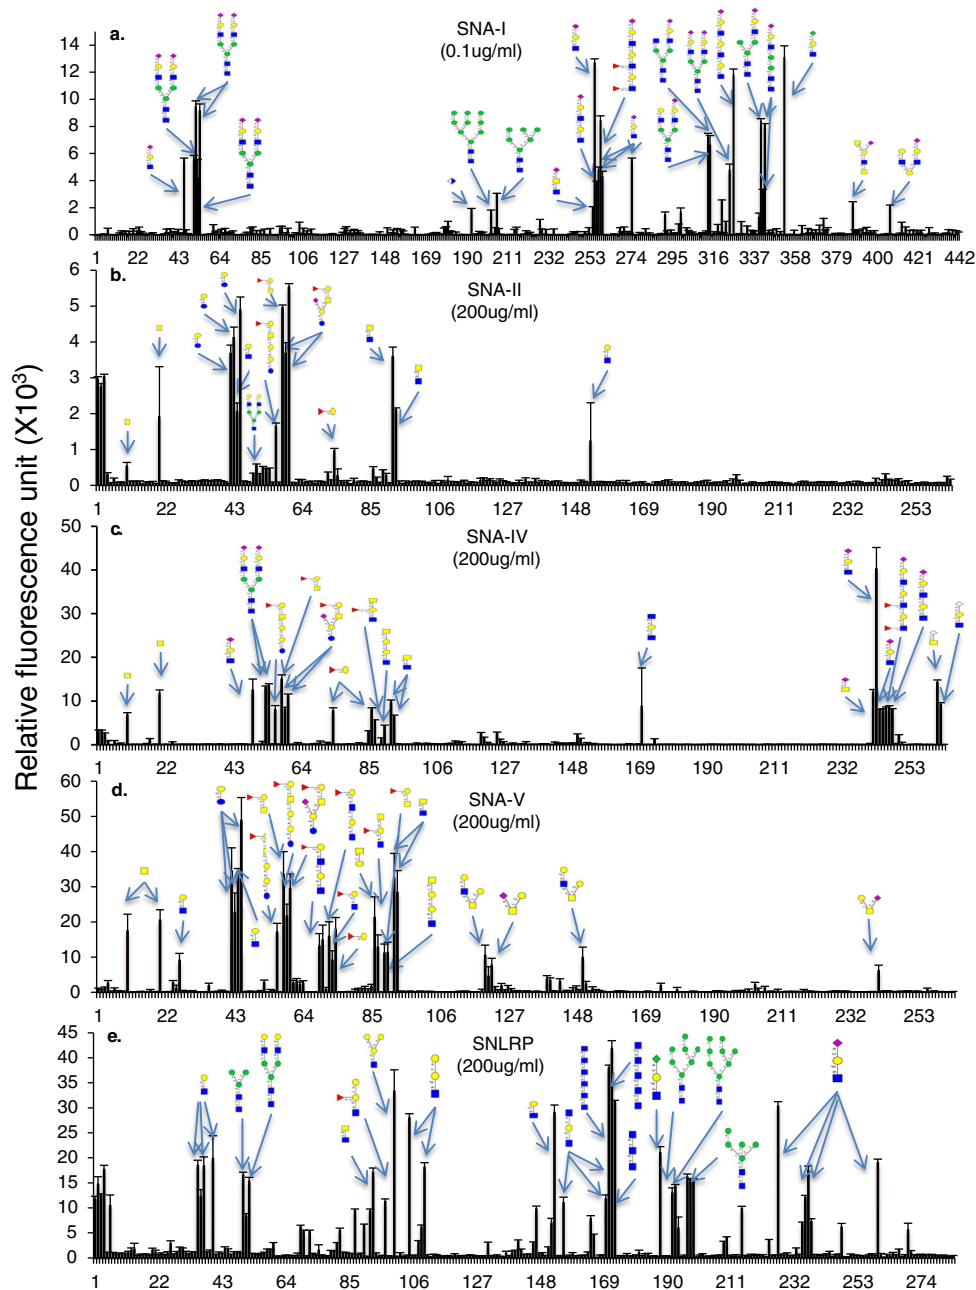 Relative fluorescence unit (X10³)
a.
SNA-I
(0.1ug/ml)
14
12
10
8
6
4
2
0
1 22 43 64 85 106 127 148 169 190 211 232 253 274 295 316 337 358 379 400 421 442
b.
SNA-II
(200ug/ml)
6
5
4
3
2
1
0
1 22 43 64 85 106 127 148 169 190 211 232 253
c.
SNA-IV
(200ug/ml)
50
40
30
20
10
0
1 22 43 64 85 106 127 148 169 190 211 232 253
d.
SNA-V
(200ug/ml)
60
50
40
30
20
10
0
1 22 43 64 85 106 127 148 169 190 211 232 253
e.
SNLRP
(200ug/ml)
45
40
35
30
25
20
15
10
5
0
1 22 43 64 85 106 127 148 169 190 211 232 253 274